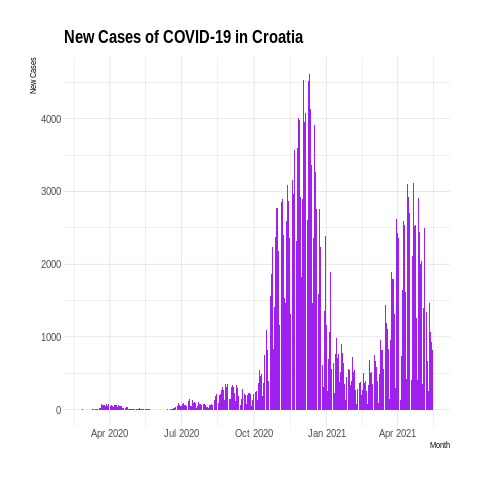 New Cases of COVID-19 in Croatia
New Cases
4000
3000
2000
1000
0
Apr 2020 Jul 2020 Oct 2020 Jan 2021 Apr 2021
Month